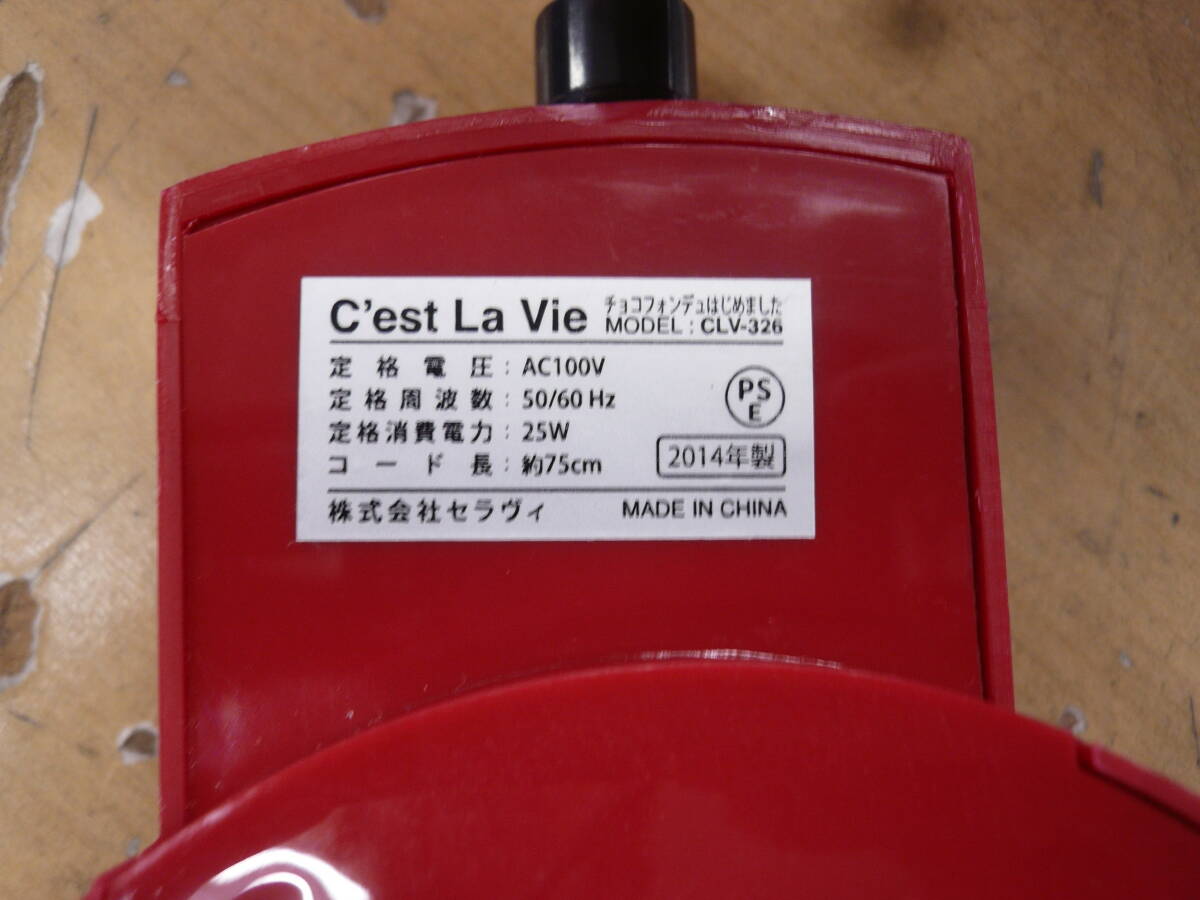 C'est La Vie
チョコフォンデュはじめました
MODEL : CLV-326
定格電圧 : AC100V
定格周波数 : 50/60 Hz
定格消費電力 : 25W
コード長 : 約75cm
PS
E
2014年製
株式会社セラヴィ MADE IN CHINA